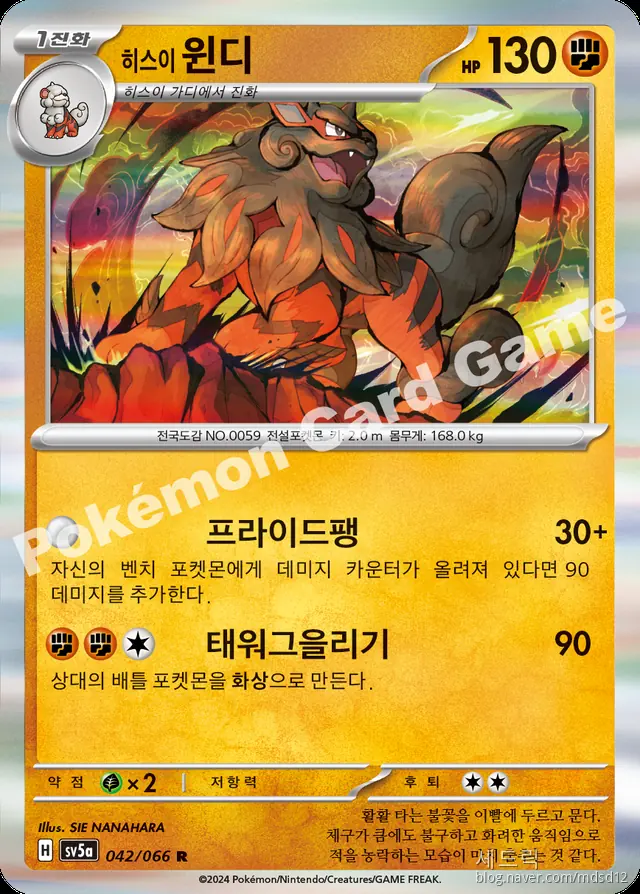 1진화
히스이 윈디
HP 130
히스이 가디에서 진화
전국도감 NO.0059 전설포켓몬 키: 2.0 m 몸무게: 168.0 kg
Pokémon Card Game
프라이드팽 30+
자신의 벤치 포켓몬에게 데미지 카운터가 올려져 있다면 90
데미지를 추가한다.
태워그을리기 90
상대의 배틀 포켓몬을 화상으로 만든다.
약점 ×2 저항력 후퇴
활활 타는 불꽃을 이빨에 두르고 문다.
Illus. SIE NANAHARA
체구가 큼에도 불구하고 화려한 움직임으로
H sv5a 042/066 R
적을 농락하는 모습이 마치 춤추는 것 같다.
세드릭
blog.naver.com/mdsd12
©2024 Pokémon/Nintendo/Creatures/GAME FREAK.